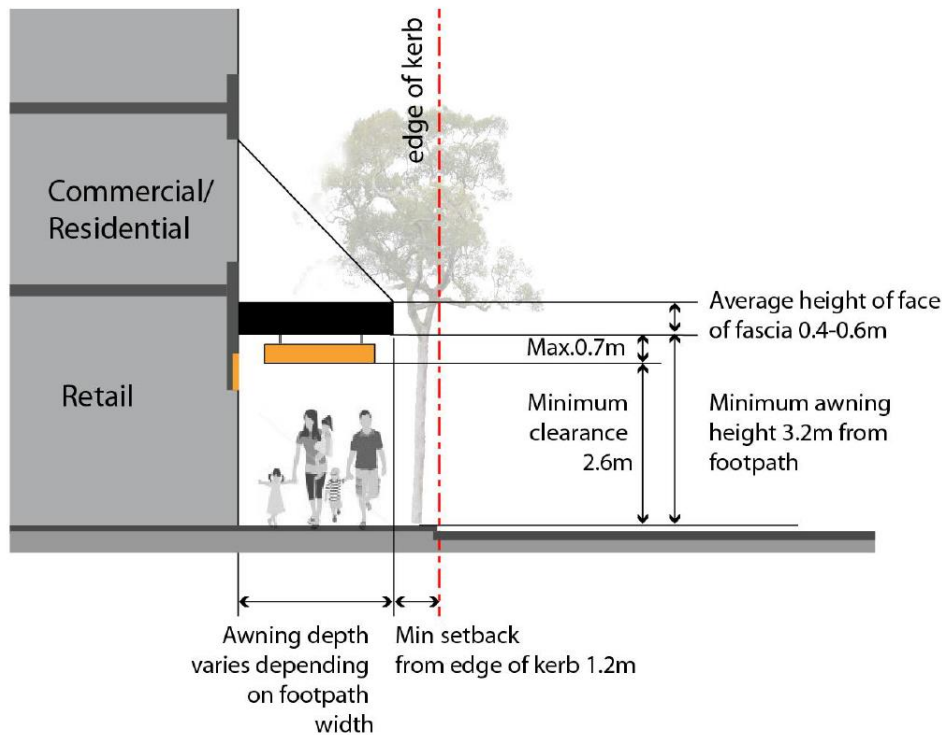 edge of kerb
Commercial/
Residential
Average height of face
of fascia 0.4-0.6m
Max.0.7m
Retail
Minimum
clearance
2.6m
Minimum awning
height 3.2m from
footpath
Awning depth
varies depending
on footpath
width
Min setback
from edge of kerb 1.2m